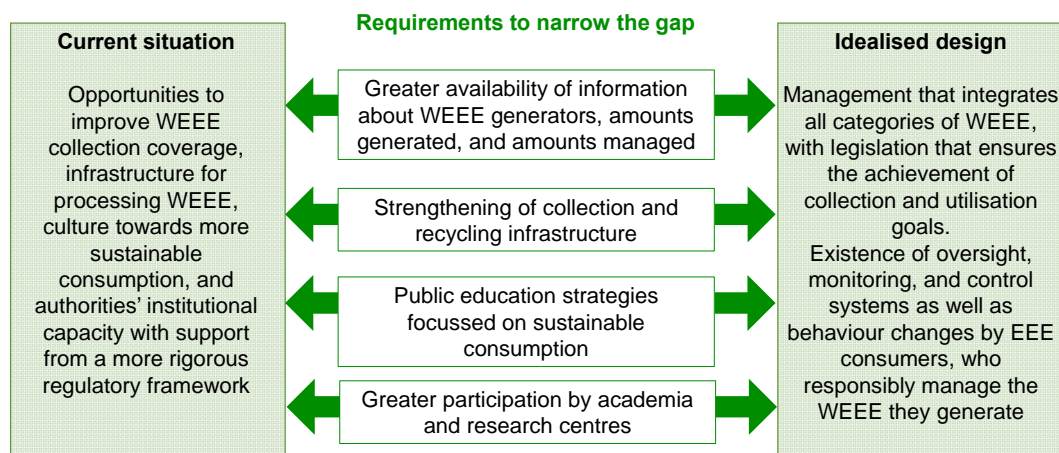 Requirements to narrow the gap
Current situation
Opportunities to
improve WEEE
collection coverage,
infrastructure for
processing WEEE,
culture towards more
sustainable
consumption, and
authorities’ institutional
capacity with support
from a more rigorous
regulatory framework
Greater availability of information
about WEEE generators, amounts
generated, and amounts managed
Strengthening of collection and
recycling infrastructure
Public education strategies
focussed on sustainable
consumption
Greater participation by academia
and research centres
Idealised design
Management that integrates
all categories of WEEE,
with legislation that ensures
the achievement of
collection and utilisation
goals.
Existence of oversight,
monitoring, and control
systems as well as
behaviour changes by EEE
consumers, who
responsibly manage the
WEEE they generate